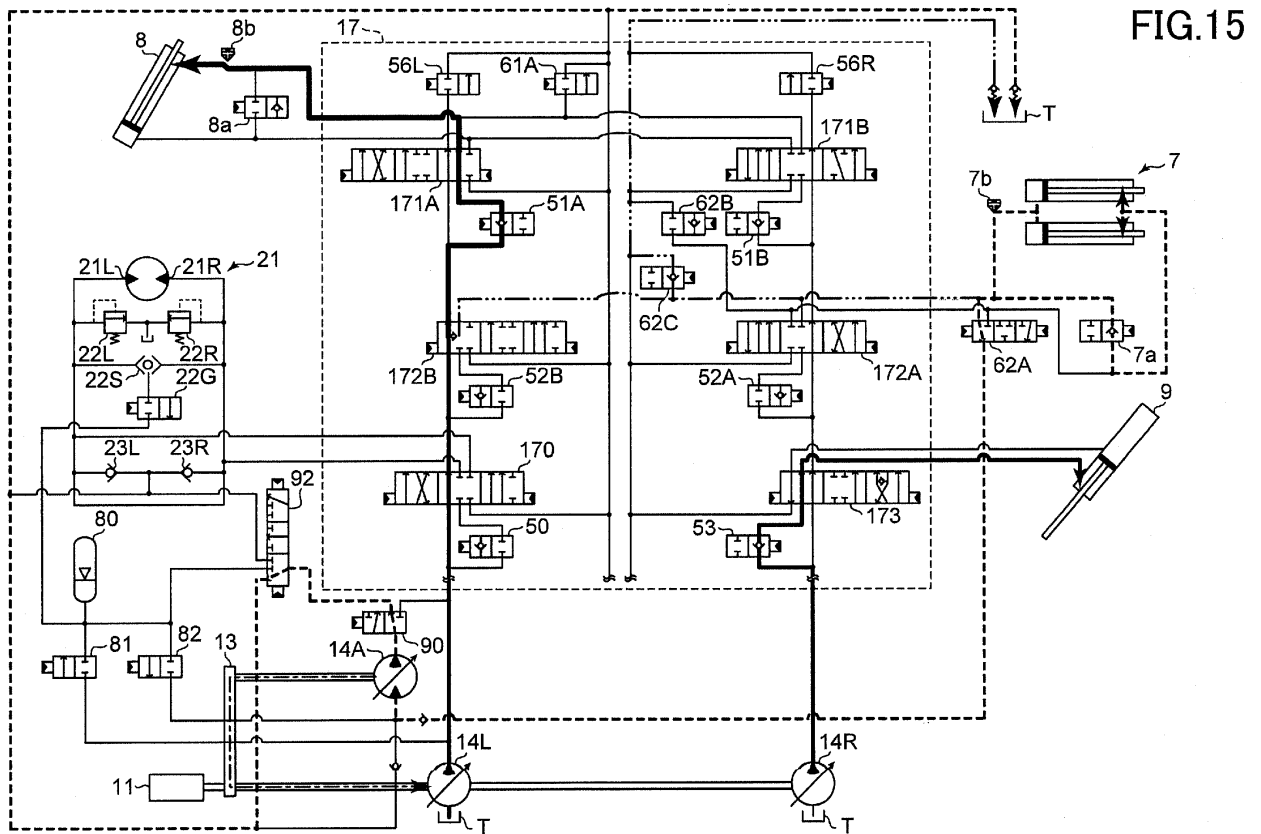 FIG.15
17
8
8b
56L
61A
56R
8a
T
171B
7
171A
51A
62B
7b
51B
21L
21R
21
62C
22L
22R
172B
52B
52A
172A
62A
7a
22S
22G
9
23L
23R
170
92
173
80
50
53
81
82
13
14A
90
14L
14R
11
T
T